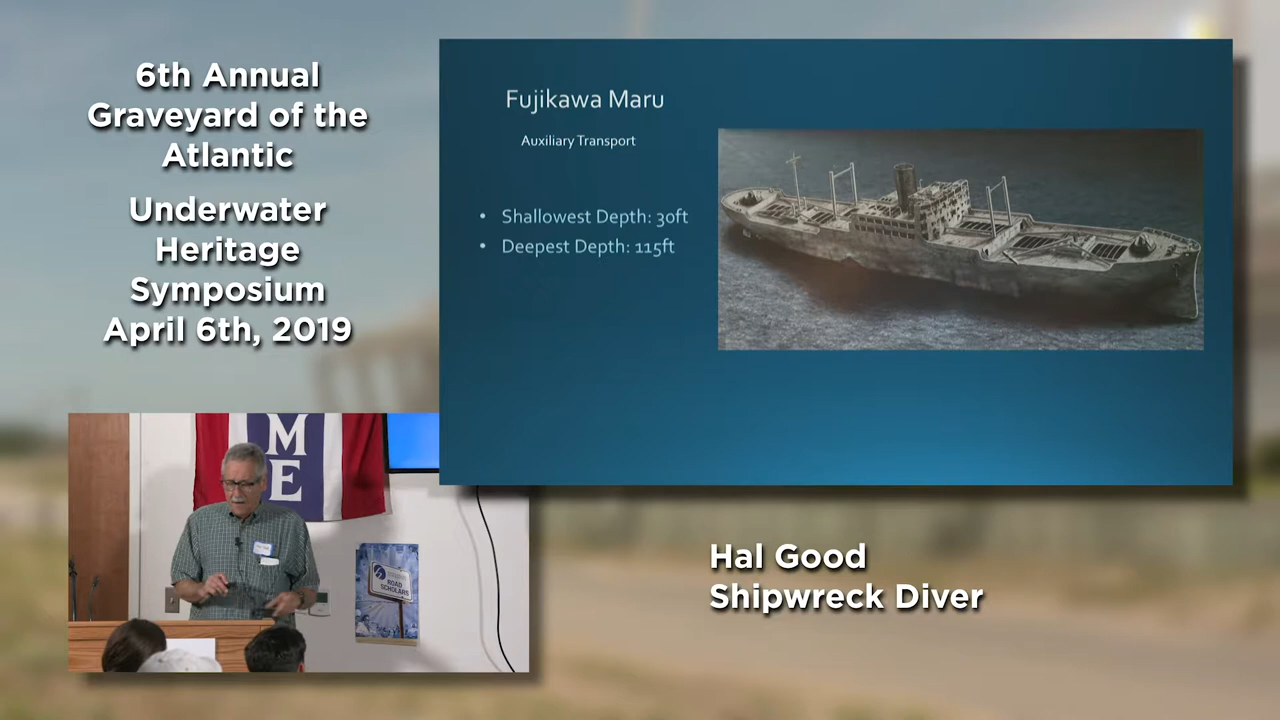 6th Annual
Graveyard of the
Atlantic
Underwater
Heritage
Symposium
April 6th, 2019
Fujikawa Maru
Auxiliary Transport
• Shallowest Depth: 30ft
• Deepest Depth: 115ft
M
E
ROAD
SCHOLARS
Hal Good
Shipwreck Diver